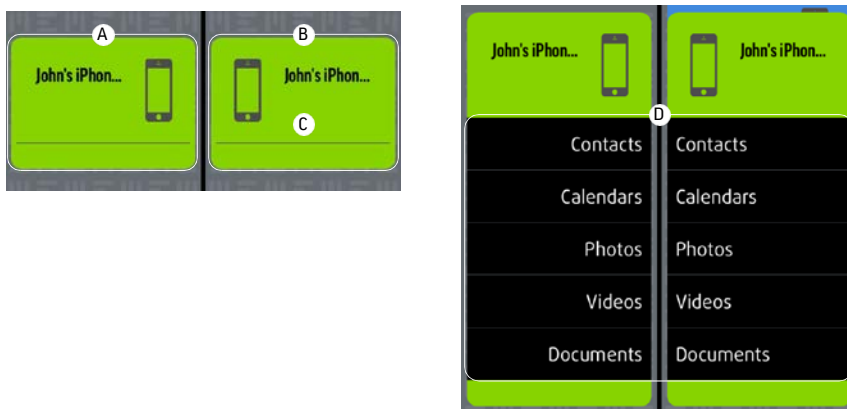 A
B
John's iPhon...
John's iPhon...
C
John's iPhon...
John's iPhon...
D
Contacts
Contacts
Calendars
Calendars
Photos
Photos
Videos
Videos
Documents
Documents